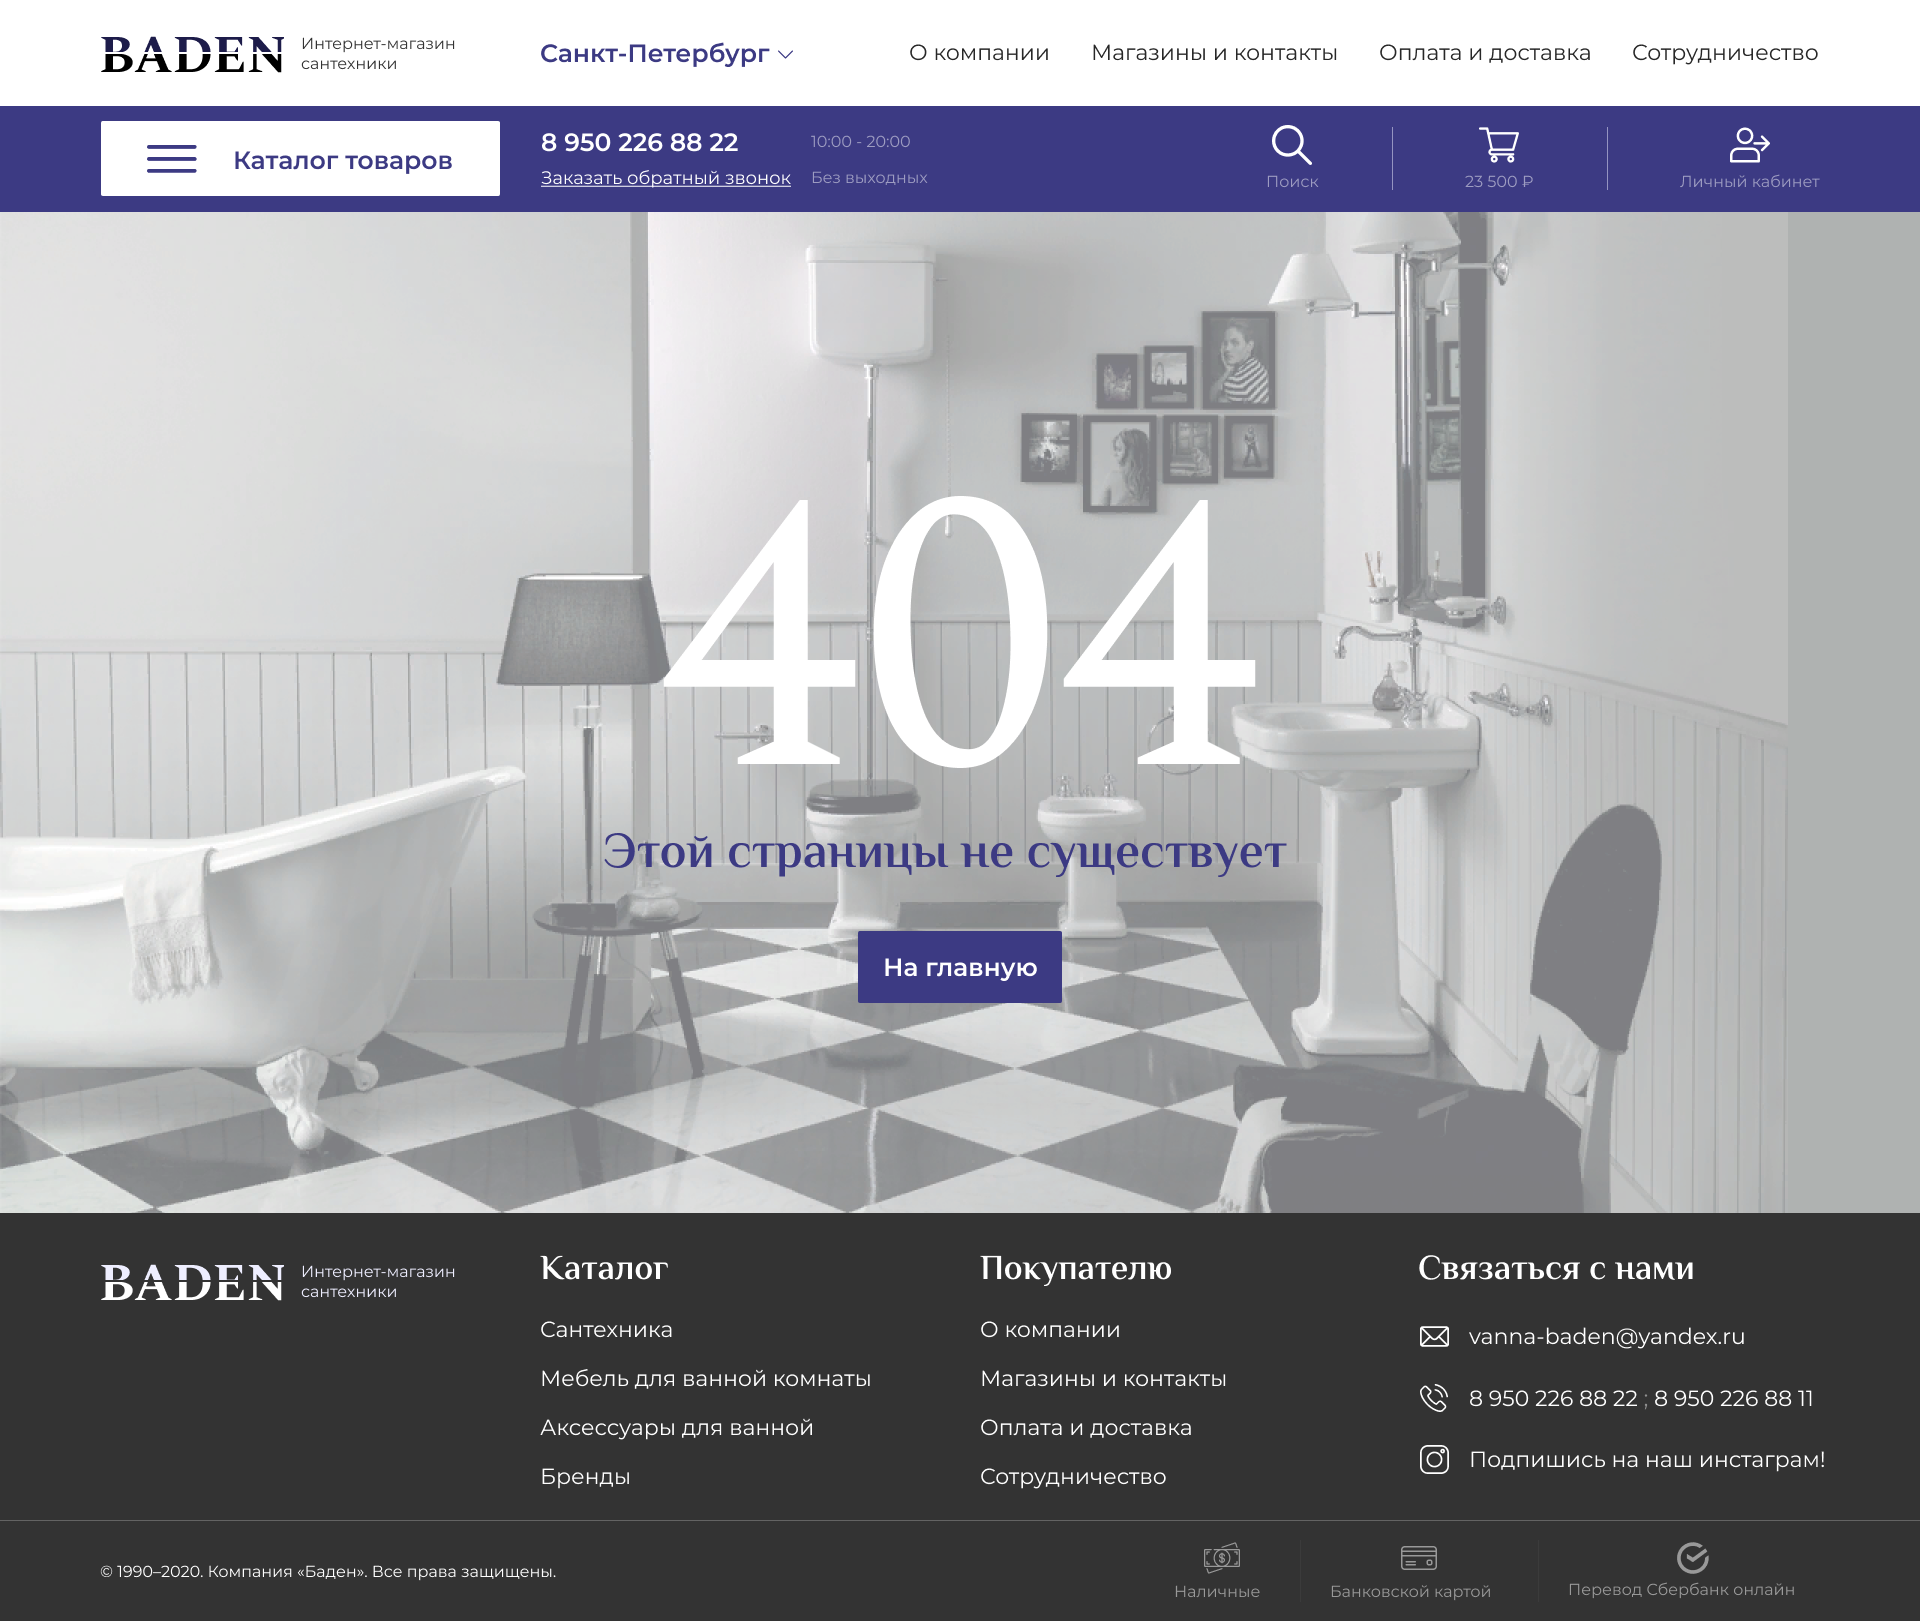 BADEN
Интернет-магазин
сантехники
Санкт-Петербург
О компании
Магазины и контакты
Оплата и доставка
Сотрудничество
Каталог товаров
8 950 226 88 22
10:00 - 20:00
Заказать обратный звонок
Без выходных
Поиск
23 500 ₽
Личный кабинет
404
Этой страницы не существует
На главную
BADEN
Интернет-магазин
сантехники
Каталог
Сантехника
Мебель для ванной комнаты
Аксессуары для ванной
Бренды
Покупателю
О компании
Магазины и контакты
Оплата и доставка
Сотрудничество
Связаться с нами
vanna-baden@yandex.ru
8 950 226 88 22 ; 8 950 226 88 11
Подпишись на наш инстаграм!
© 1990–2020. Компания «Баден». Все права защищены.
Наличные
Банковской картой
Перевод Сбербанк онлайн